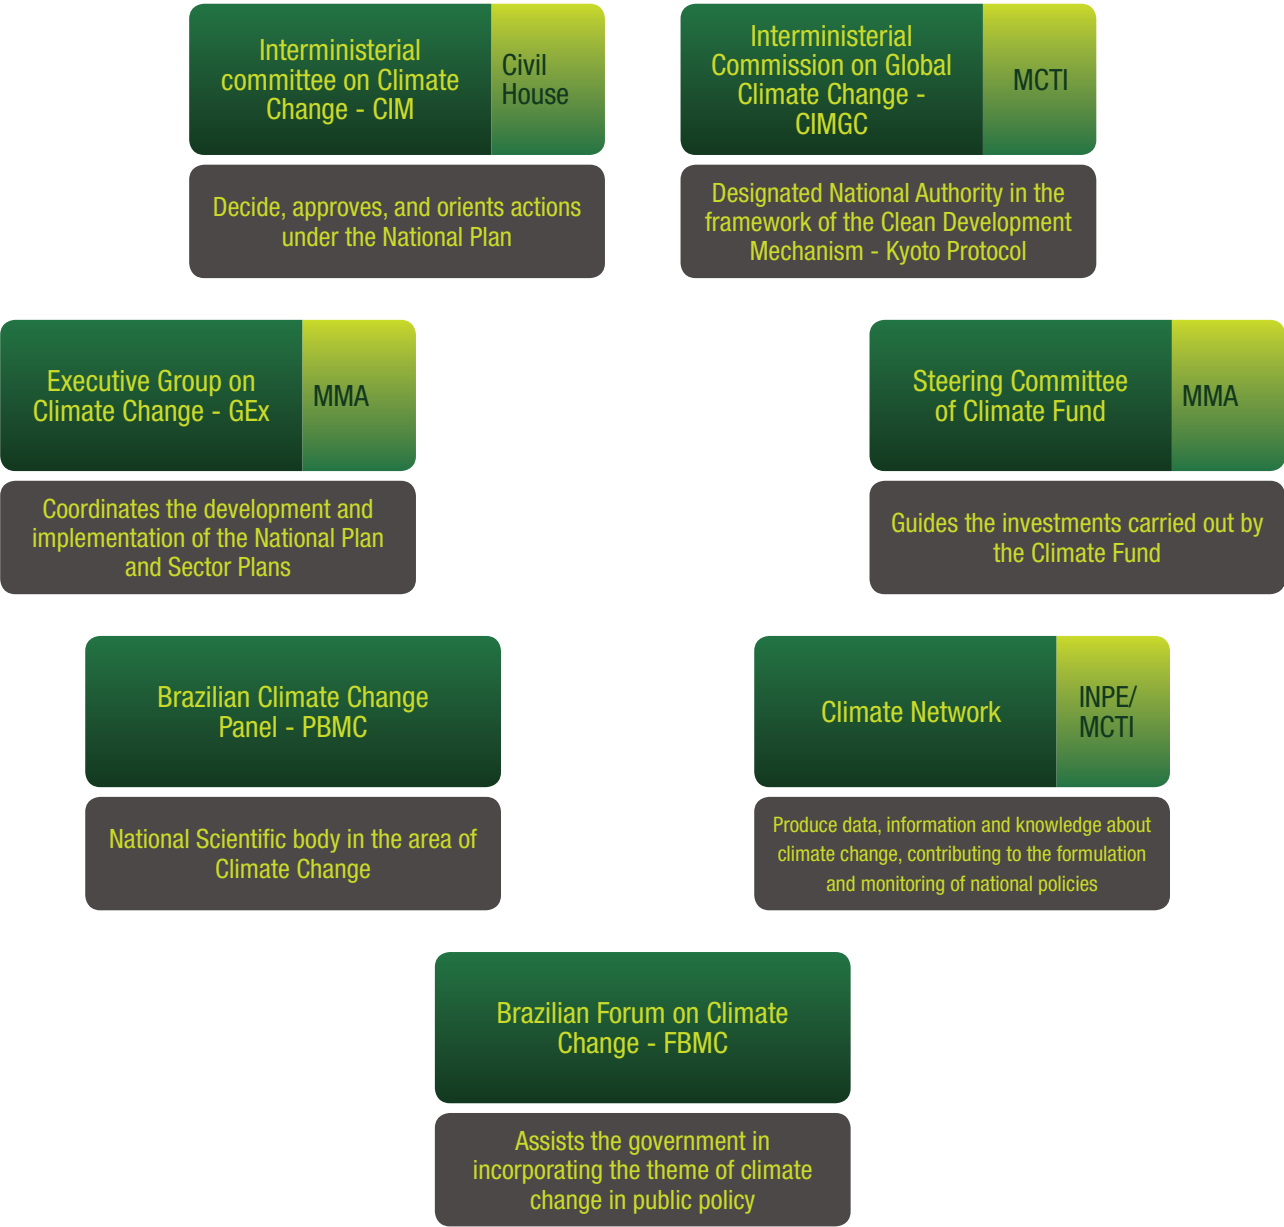 Interministerial
committee on Climate
Change - CIM
Civil
House
Decide, approves, and orients actions
under the National Plan
Interministerial
Commission on Global
Climate Change -
CIMGC
MCTI
Designated National Authority in the
framework of the Clean Development
Mechanism - Kyoto Protocol
Executive Group on
Climate Change - GEx
MMA
Coordinates the development and
implementation of the National Plan
and Sector Plans
Steering Committee
of Climate Fund
MMA
Guides the investments carried out by
the Climate Fund
Brazilian Climate Change
Panel - PBMC
National Scientific body in the area of
Climate Change
Climate Network
INPE/
MCTI
Produce data, information and knowledge about
climate change, contributing to the formulation
and monitoring of national policies
Brazilian Forum on Climate
Change - FBMC
Assists the government in
incorporating the theme of climate
change in public policy